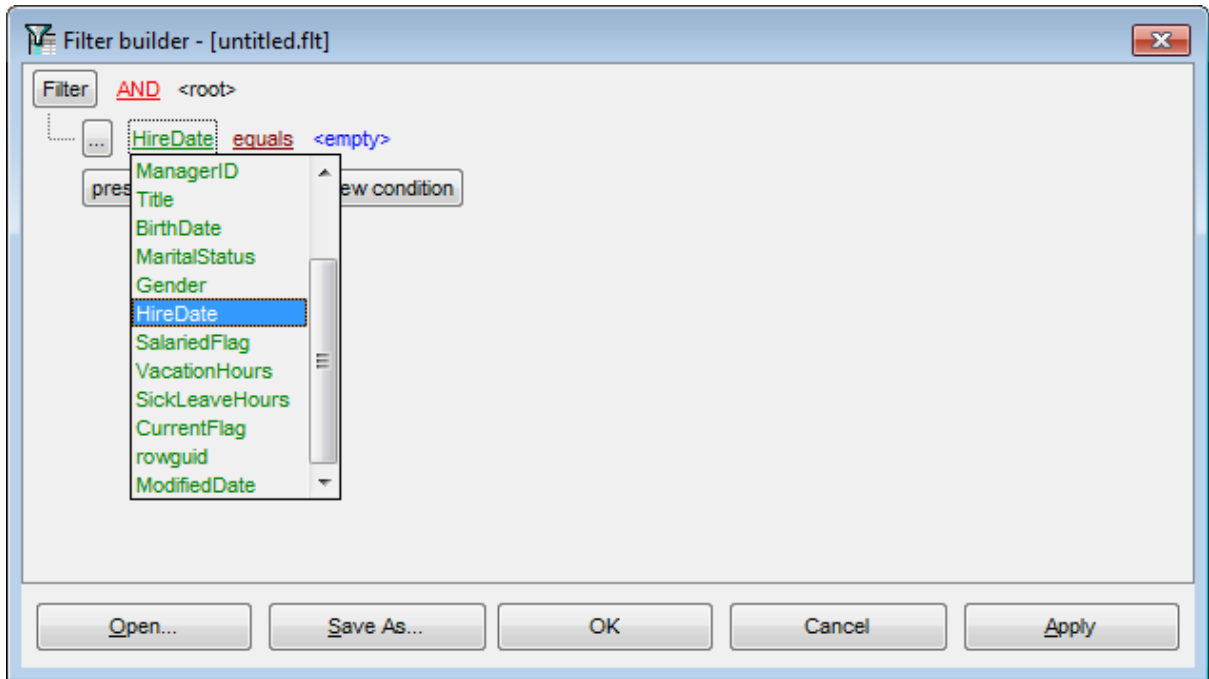 Filter builder - [untitled.flt]
Filter AND <root>
... HireDate equals <empty>
ManagerID
pres ew condition
Title
BirthDate
MaritalStatus
Gender
HireDate
SalariedFlag
VacationHours
SickLeaveHours
CurrentFlag
rowguid
ModifiedDate
Open... Save As... OK Cancel Apply